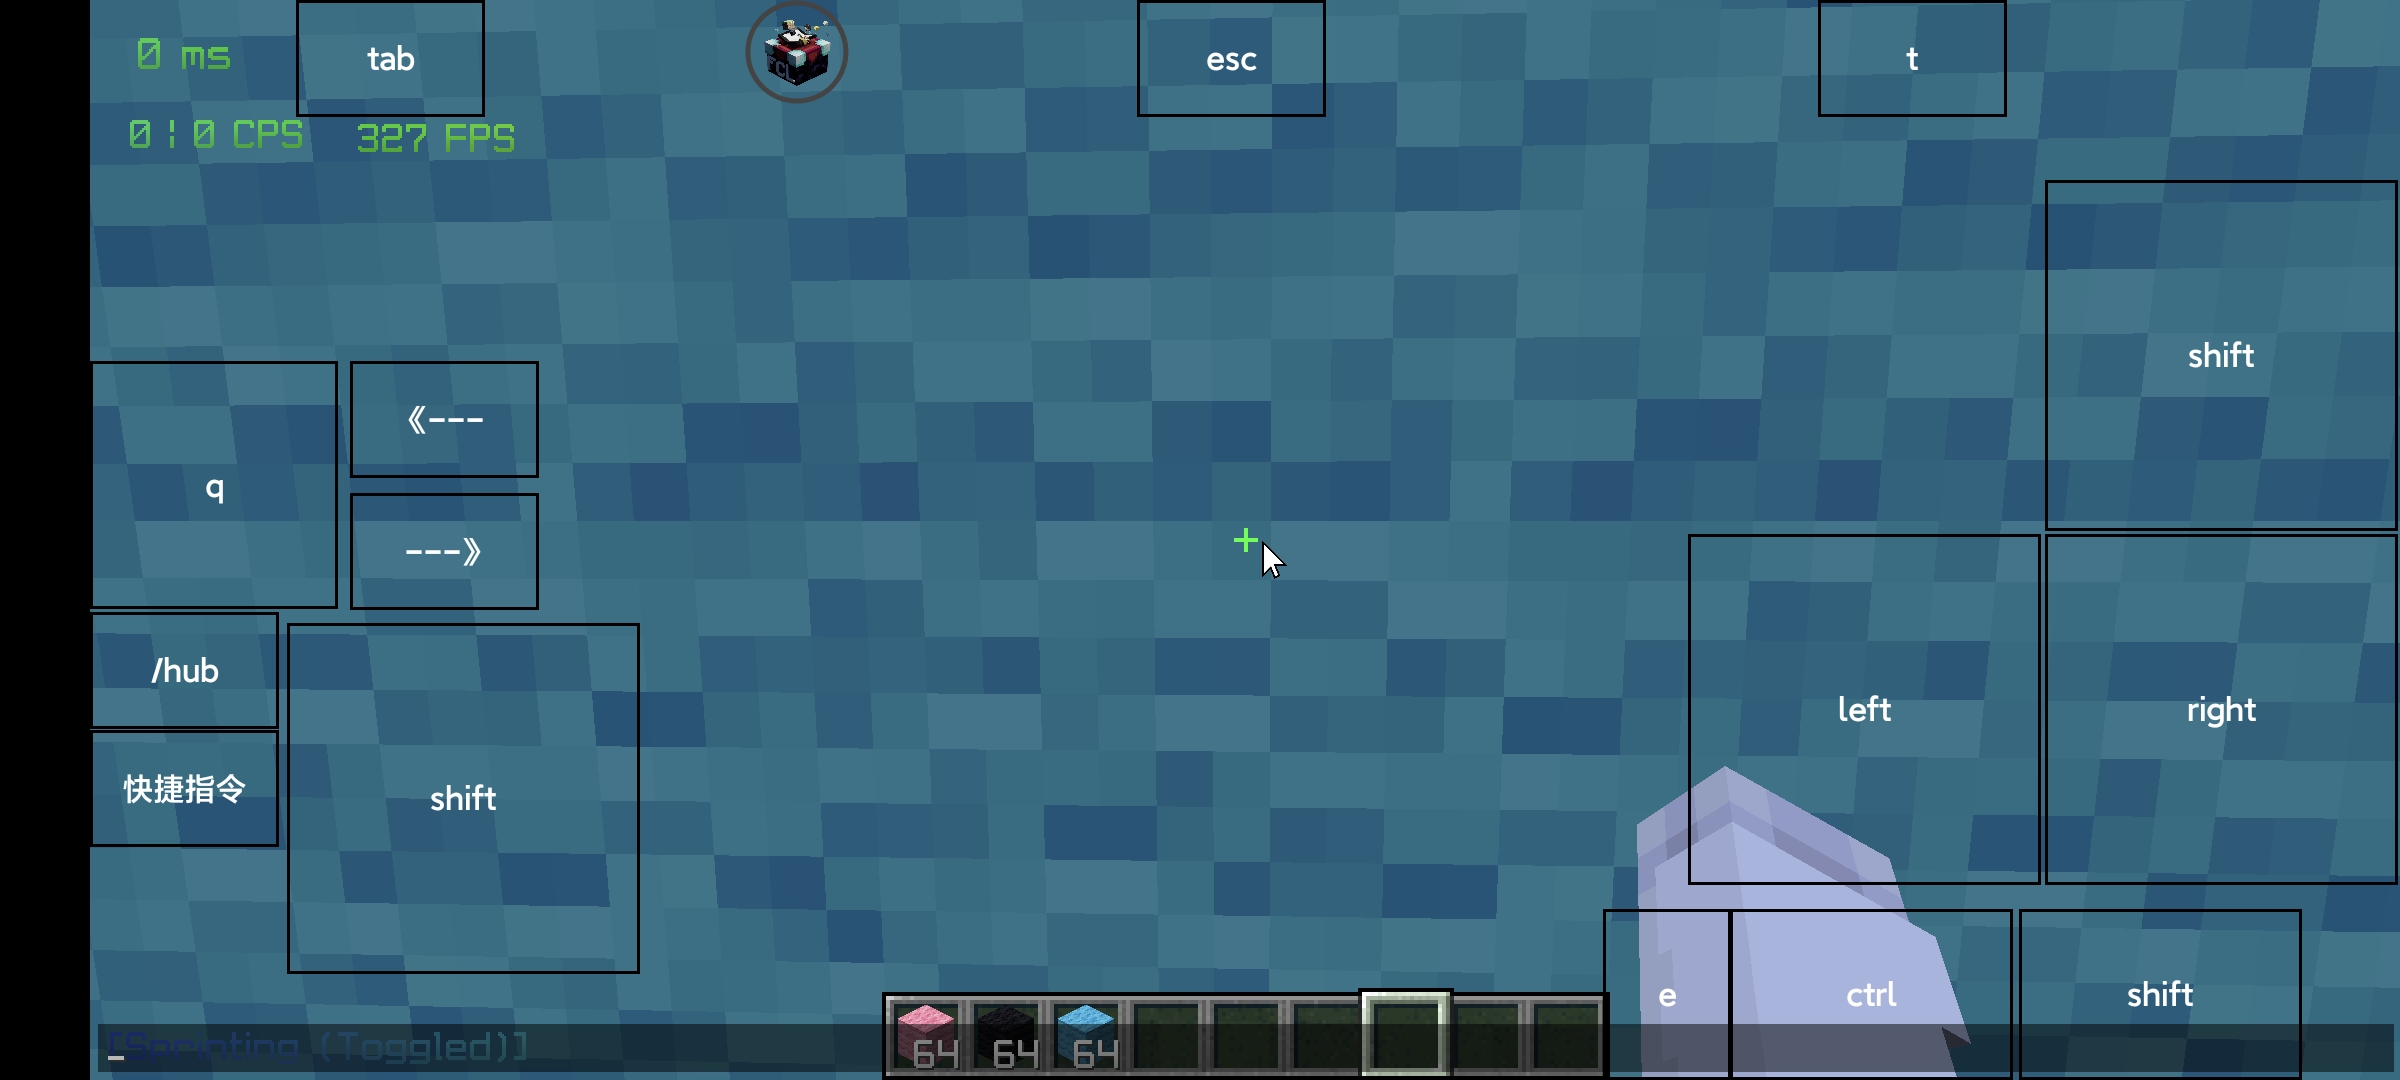 0 ms
tab
FCL
esc
t
0 ¦ 0 CPS
327 FPS
shift
《---
q
---》
/hub
left
right
快捷指令
shift
e
ctrl
shift
[Sprinting (Toggled)]
64
64
64